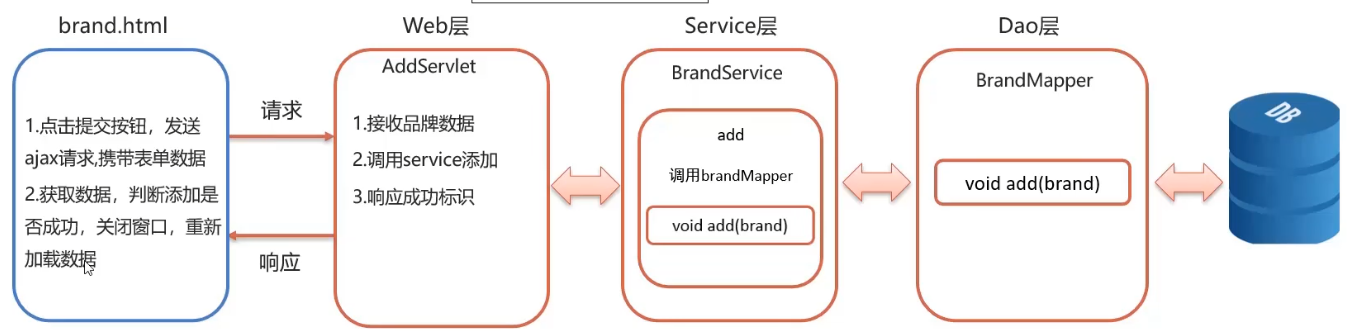 brand.html
1.点击提交按钮，发送
ajax请求,携带表单数据
2.获取数据，判断添加是
否成功，关闭窗口，重新
加载数据
请求
响应
Web层
AddServlet
1.接收品牌数据
2.调用service添加
3.响应成功标识
Service层
BrandService
add
调用brandMapper
void add(brand)
Dao层
BrandMapper
void add(brand)
DB